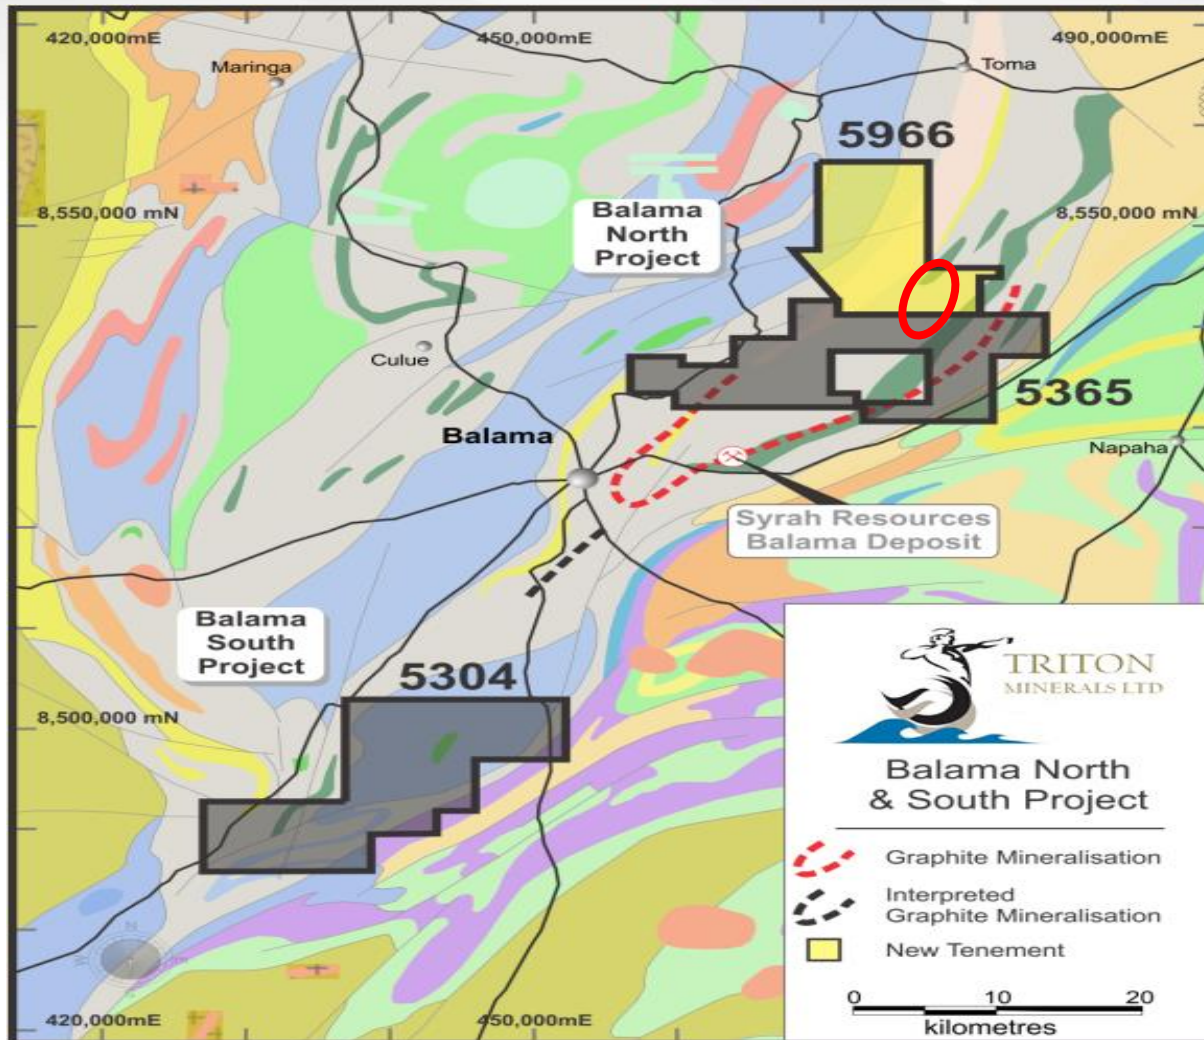 420,000mE
450,000mE
490,000mE
Maringa
Toma
5966
8,550,000 mN
Balama
North
Project
8,550,000 mN
Culue
5365
Balama
Napaha
Syrah Resources
Balama Deposit
Balama
South
Project
5304
8,500,000 mN
TRITON
MINERALS LTD
Balama North
& South Project
Graphite Mineralisation
Interpreted
Graphite Mineralisation
New Tenement
0 10 20
kilometres
420,000mE
450,000mE